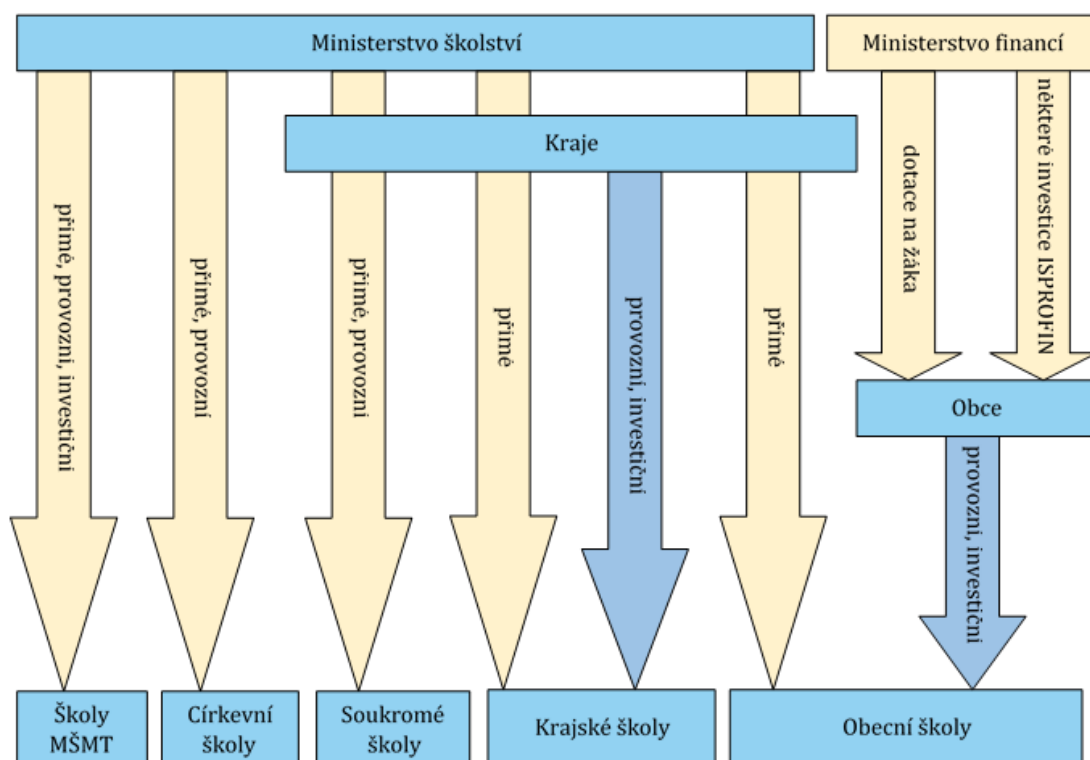 Ministerstvo školství
Ministerstvo financí
Kraje
přímé, provozní, investiční
přímé, provozní
přímé, provozní
přímé
provozní, investiční
přímé
dotace na žáka
některé investice ISPROFIN
Obce
provozní, investiční
Školy
MŠMT
Církevní
školy
Soukromé
školy
Krajské školy
Obecní školy